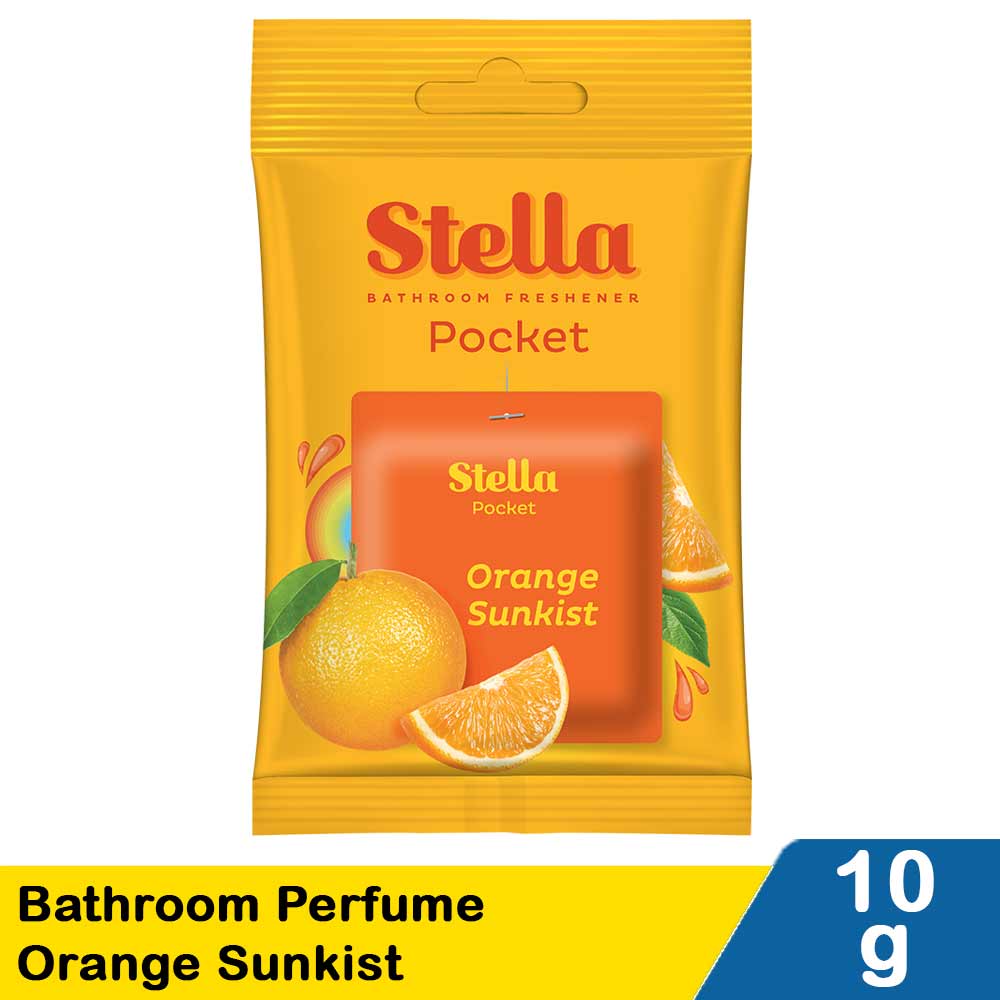 Stella
BATHROOM FRESHENER
Pocket
Stella
Pocket
Orange
Sunkist
Bathroom Perfume
Orange Sunkist
10
g